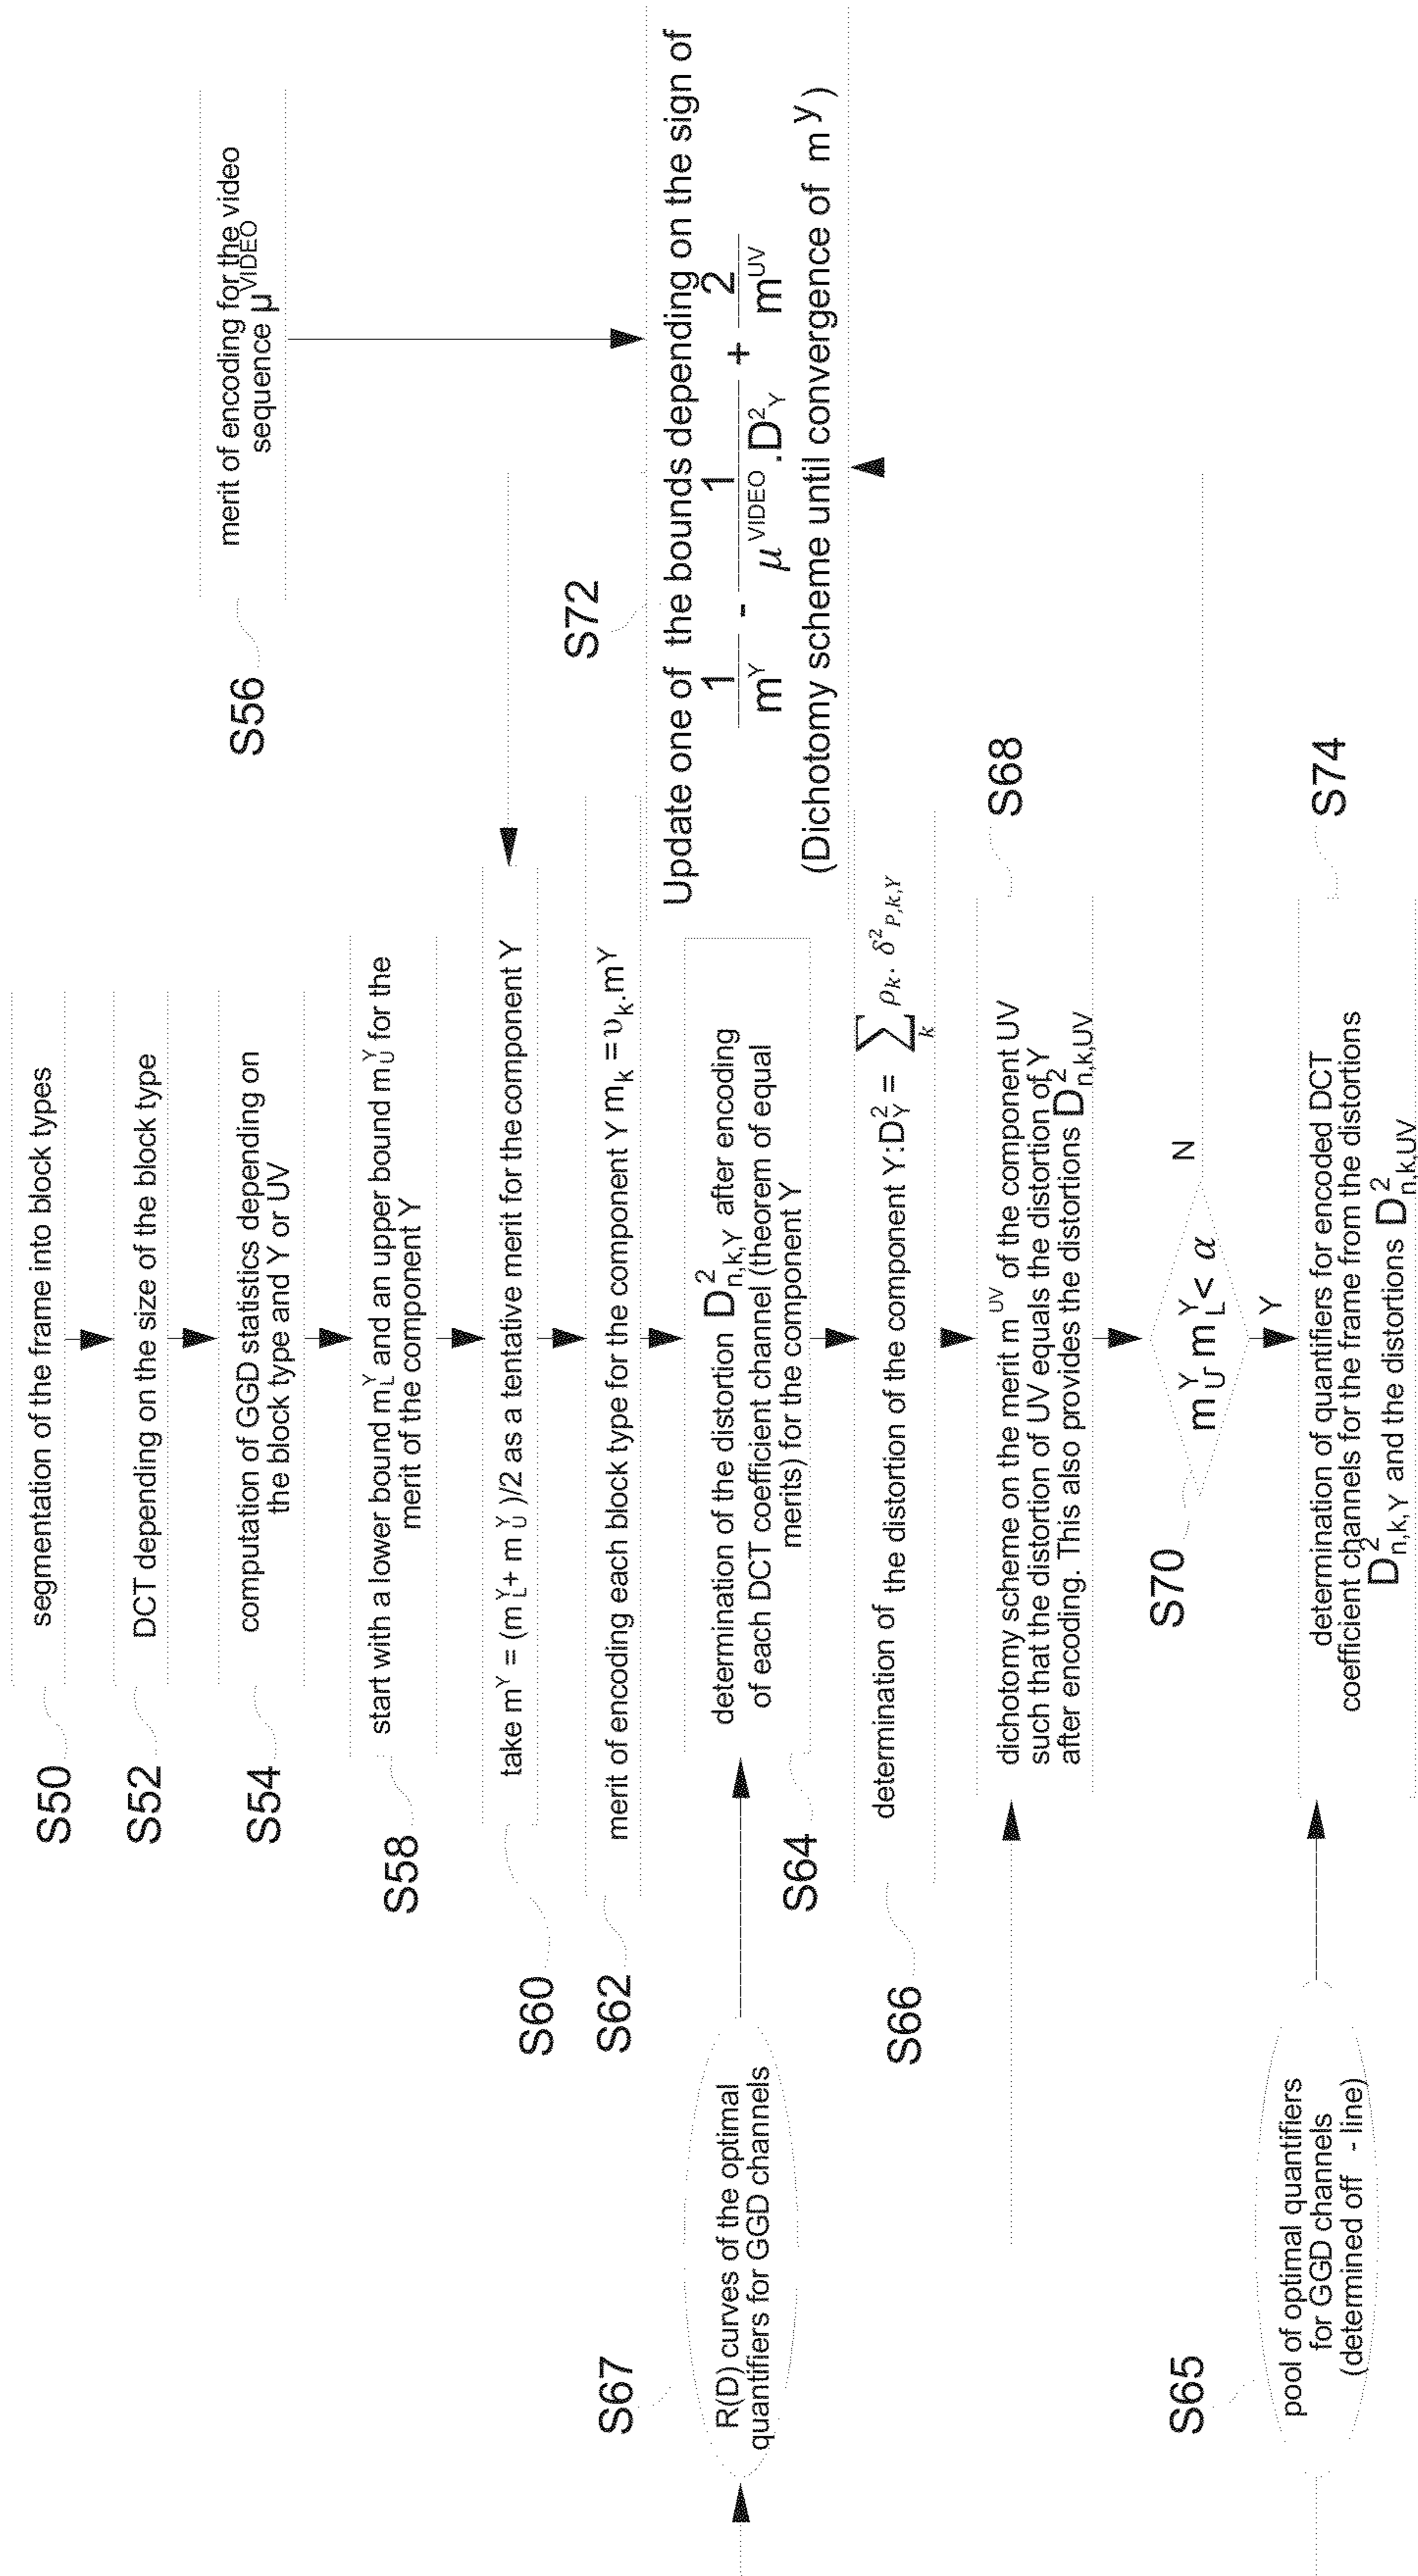 S50
segmentation of the frame into block types
S52
DCT depending on the size of the block type
S54
computation of GGD statistics depending on
the block type and Y or UV
S56
merit of encoding for the video
sequence μ^VIDEO
S58
start with a lower bound m_L^Y and an upper bound m_U^Y for the
merit of the component Y
S60
take m^Y = (m_L^Y + m_U^Y)/2 as a tentative merit for the component Y
S62
merit of encoding each block type for the component Y m_k = υ_k.m^Y
S72
Update one of the bounds depending on the sign of
1/m^Y - 1/μ^VIDEO.D²_Y + 2/m^UV
(Dichotomy scheme until convergence of m^y)
S67
R(D) curves of the optimal
quantifiers for GGD channels
S64
determination of the distortion D²_n,k,Y after encoding
of each DCT coefficient channel (theorem of equal
merits) for the component Y
S66
determination of the distortion of the component Y:D²_Y = ∑_k ρ_k. δ²_P,k,Y
S68
dichotomy scheme on the merit m^UV of the component UV
such that the distortion of UV equals the distortion of Y
after encoding. This also provides the distortions D²_n,k,UV
S70
m_U^Y- m_L^Y < α
N
Y
S65
pool of optimal quantifiers
for GGD channels
(determined off - line)
S74
determination of quantifiers for encoded DCT
coefficient channels for the frame from the distortions
D²_n,k,Y and the distortions D²_n,k,UV